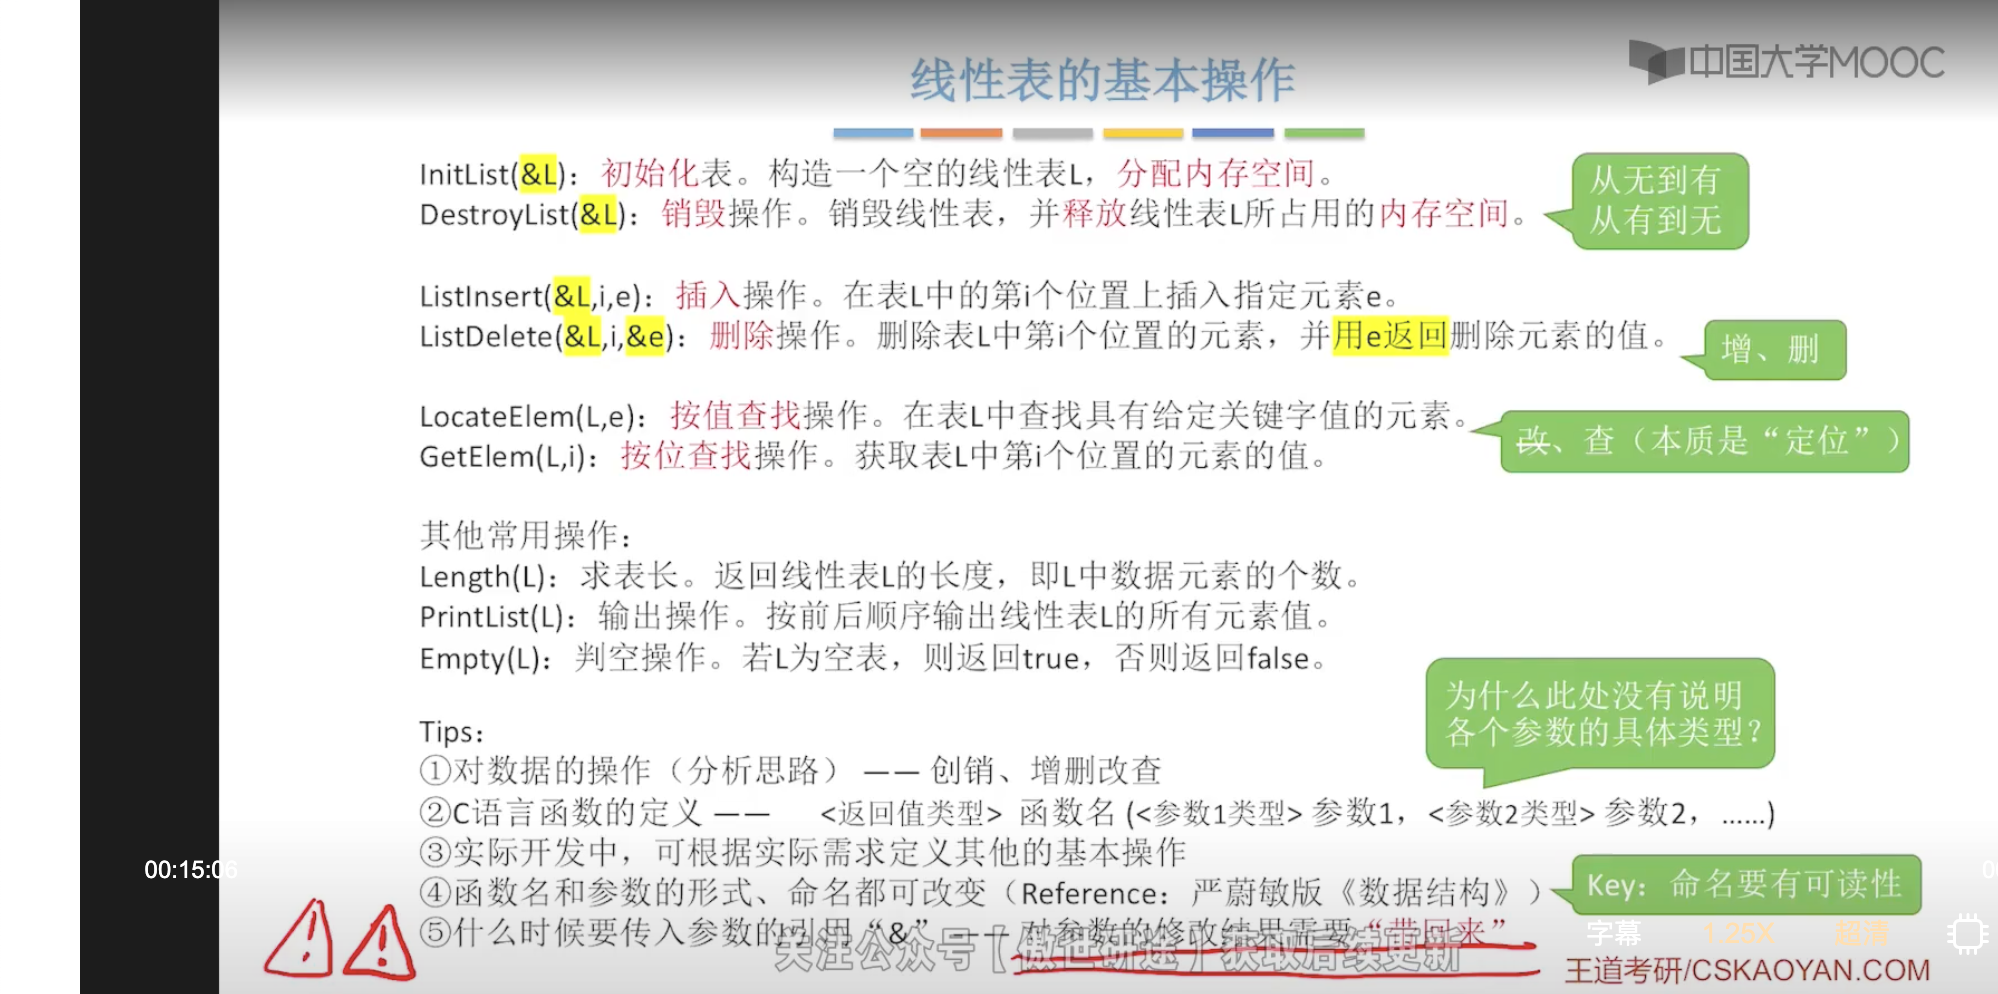 中国大学MOOC
线性表的基本操作
InitList(&L)：初始化表。构造一个空的线性表L，分配内存空间。
DestroyList(&L)：销毁操作。销毁线性表，并释放线性表L所占用的内存空间。
从无到有
从有到无
ListInsert(&L,i,e)：插入操作。在表L中的第i个位置上插入指定元素e。
ListDelete(&L,i,&e)：删除操作。删除表L中第i个位置的元素，并用e返回删除元素的值。
增、删
LocateElem(L,e)：按值查找操作。在表L中查找具有给定关键字值的元素。
GetElem(L,i)：按位查找操作。获取表L中第i个位置的元素的值。
改、查（本质是“定位”）
其他常用操作：
Length(L)：求表长。返回线性表L的长度，即L中数据元素的个数。
PrintList(L)：输出操作。按前后顺序输出线性表L的所有元素值。
Empty(L)：判空操作。若L为空表，则返回true，否则返回false。
为什么此处没有说明
各个参数的具体类型？
Tips：
①对数据的操作（分析思路） —— 创销、增删改查
②C语言函数的定义 —— <返回值类型> 函数名 (<参数1类型> 参数1，<参数2类型> 参数2，……)
③实际开发中，可根据实际需求定义其他的基本操作
00:15:06
④函数名和参数的形式、命名都可改变（Reference：严蔚敏版《数据结构》）
Key：命名要有可读性
⑤什么时候要传入参数的引用“&” —— 对参数的修改结果需要“带回来”
字幕 1.25X 超清
关注公众号【傲世研途】获取后续更新
王道考研/CSKAOYAN.COM